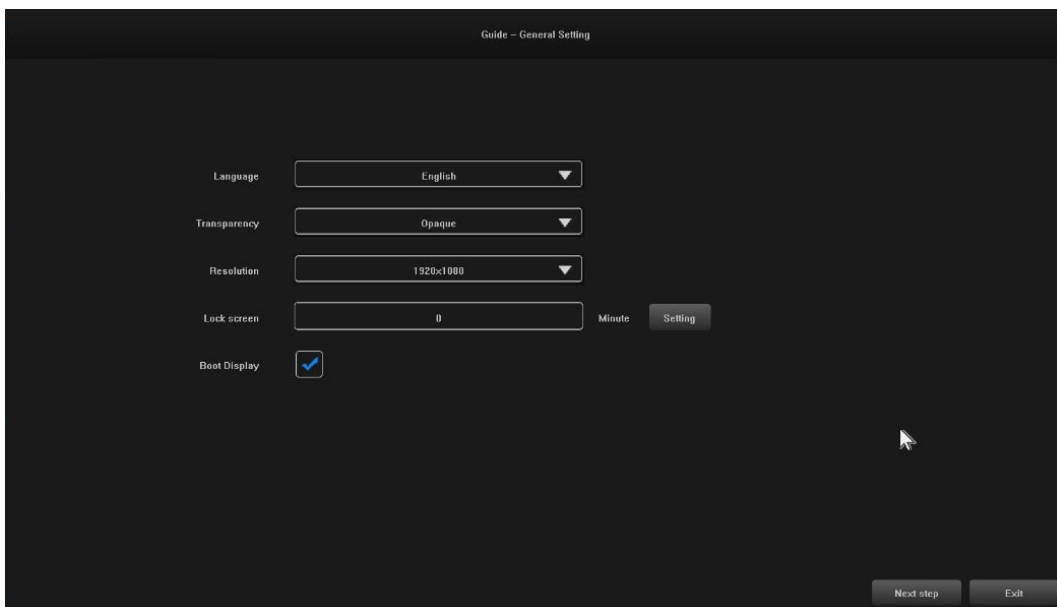 Guide – General Setting
Language English
Transparency Opaque
Resolution 1920x1080
Lock screen 0 Minute Setting
Boot Display
Next step Exit